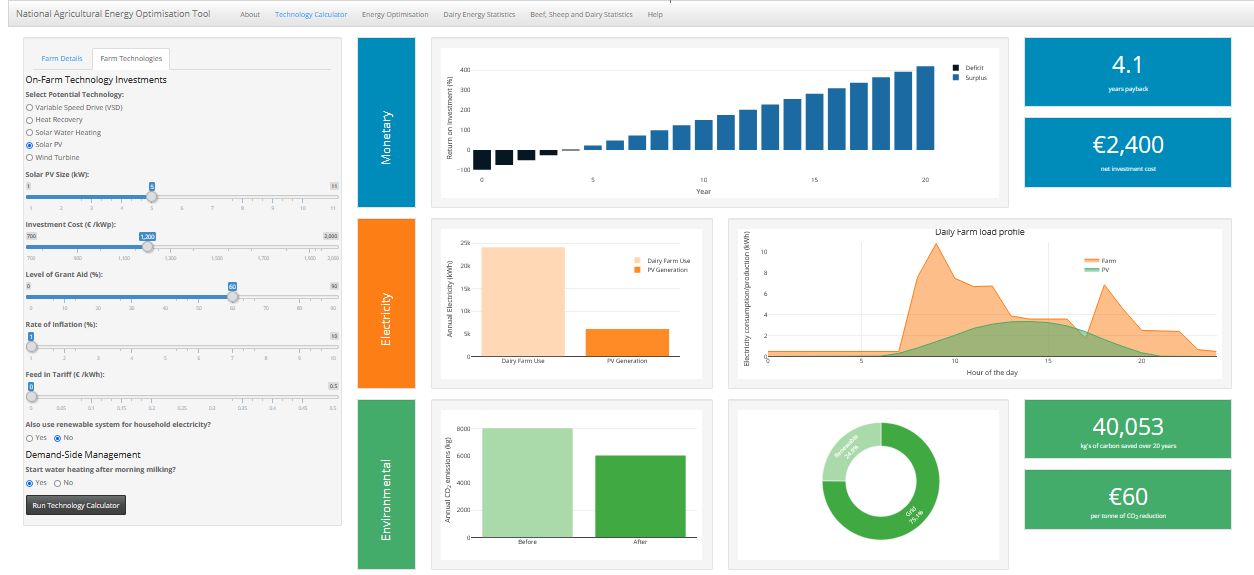 National Agricultural Energy Optimisation Tool
About
Technology Calculator
Energy Optimisation
Dairy Energy Statistics
Beef, Sheep and Dairy Statistics
Help
Farm Details
Farm Technologies
On-Farm Technology Investments
Select Potential Technology:
Variable Speed Drive (VSD)
Heat Recovery
Solar Water Heating
Solar PV
Wind Turbine
Solar PV Size (kW):
1
5
11
1 2 3 4 5 6 7 8 9 10 11
Investment Cost (€ /kWp):
700
1,200
2,000
700 900 1,100 1,300 1,500 1,700 1,900 2,000
Level of Grant Aid (%):
0
60
90
0 10 20 30 40 50 60 70 80 90
Rate of Inflation (%):
1
10
1 2 3 4 5 6 7 8 9 10
Feed in Tariff (€ /kWh):
0
0.5
0 0.05 0.1 0.15 0.2 0.25 0.3 0.35 0.4 0.45 0.5
Also use renewable system for household electricity?
Yes No
Demand-Side Management
Start water heating after morning milking?
Yes No
Run Technology Calculator
Monetary
Return on Investment (%)
400
300
200
100
0
−100
0 5 10 15 20
Year
Deficit
Surplus
4.1
years payback
€2,400
net investment cost
Electricity
Annual Electricity (kWh)
25k
20k
15k
10k
5k
0
Dairy Farm Use
PV Generation
Dairy Farm Use
PV Generation
Daily Farm load profile
Electricity consumption/production (kWh)
10
8
6
4
2
0
0 5 10 15 20
Hour of the day
Farm
PV
Environmental
Annual CO2 emissions (kg)
8000
6000
4000
2000
0
Before
After
Renewable
24.9%
Grid
75.1%
40,053
kg's of carbon saved over 20 years
€60
per tonne of CO2 reduction